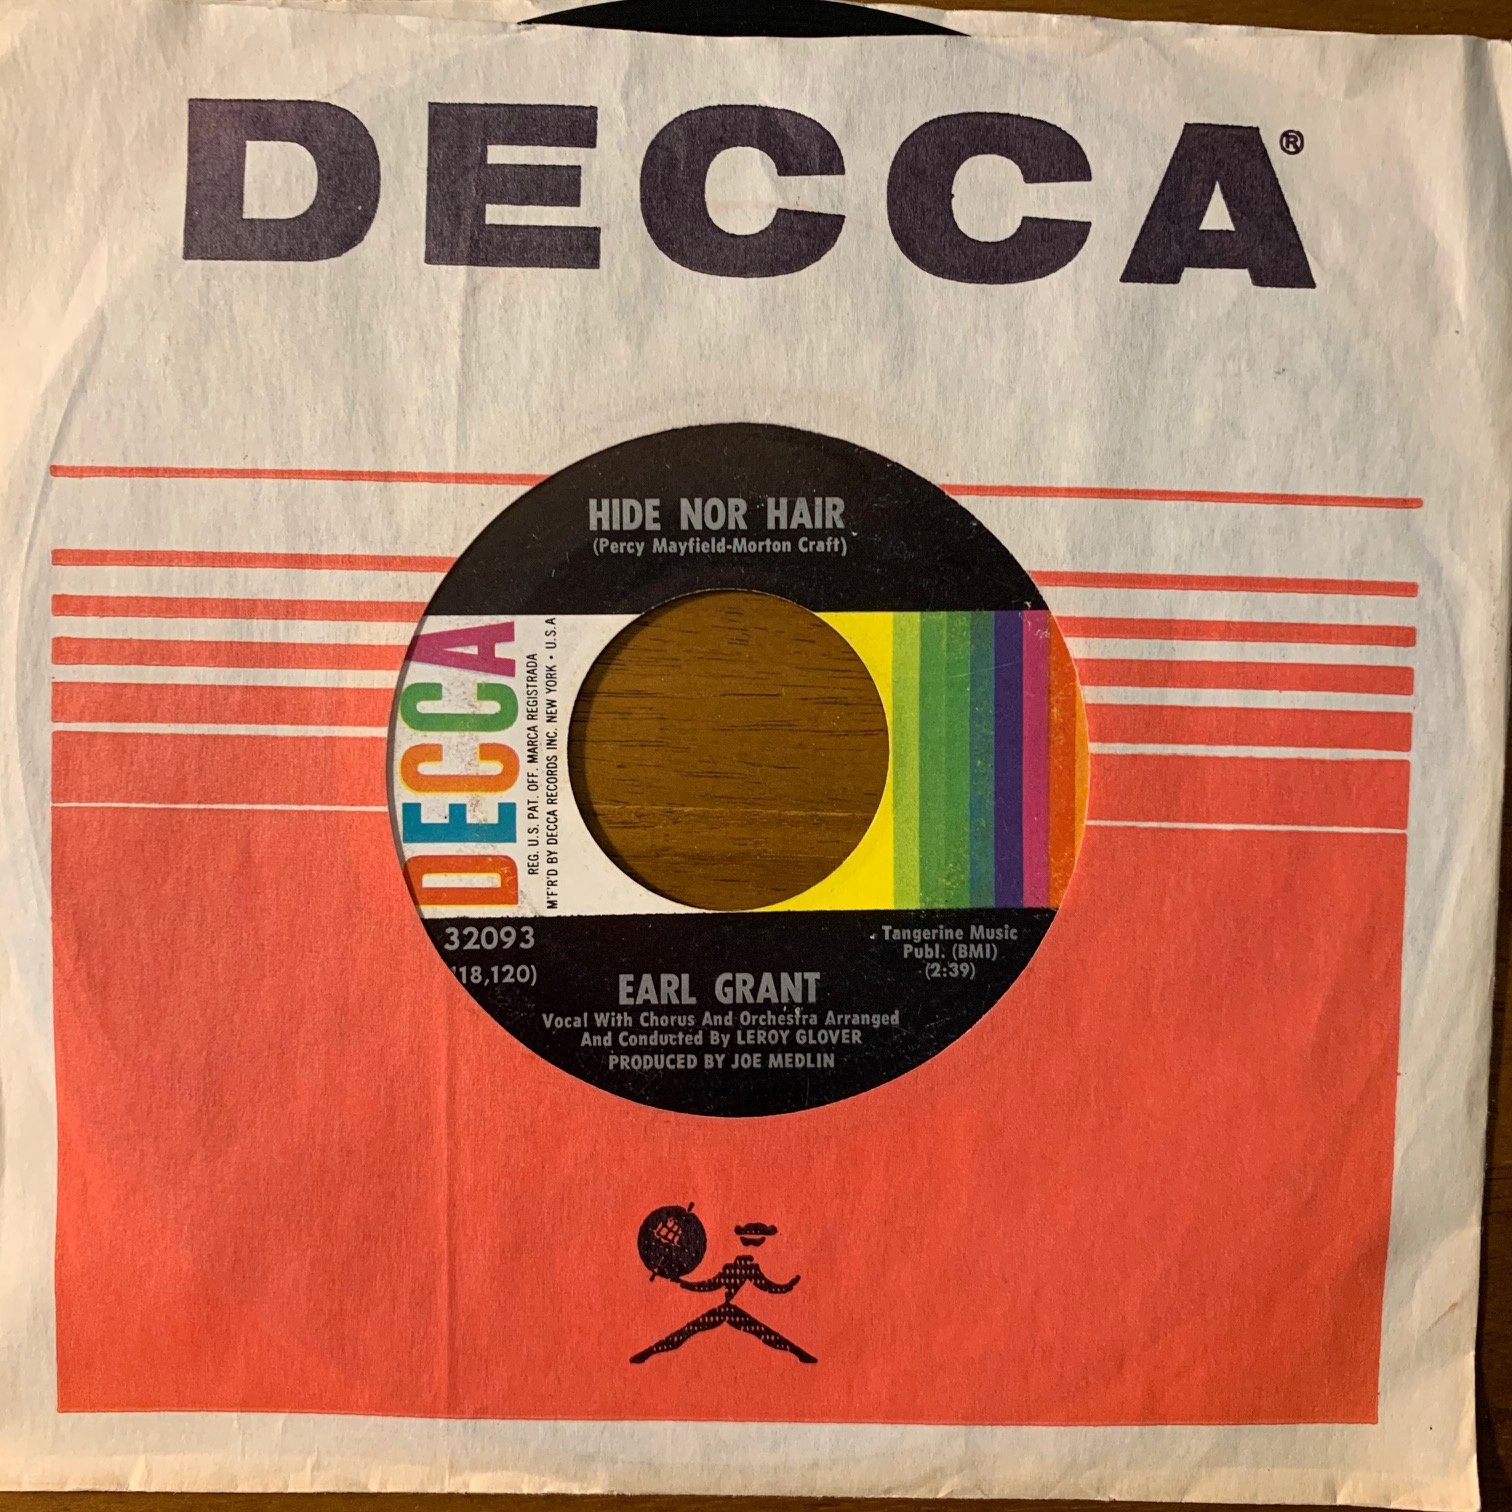 DECCA®
HIDE NOR HAIR
(Percy Mayfield-Morton Craft)
DECCA
REG. U.S. PAT. OFF. MARCA REGISTRADA
M'F'R'D BY DECCA RECORDS INC. NEW YORK • U.S.A
32093
18,120)
Tangerine Music
Publ. (BMI)
(2:39)
EARL GRANT
Vocal With Chorus And Orchestra Arranged
And Conducted By LEROY GLOVER
PRODUCED BY JOE MEDLIN